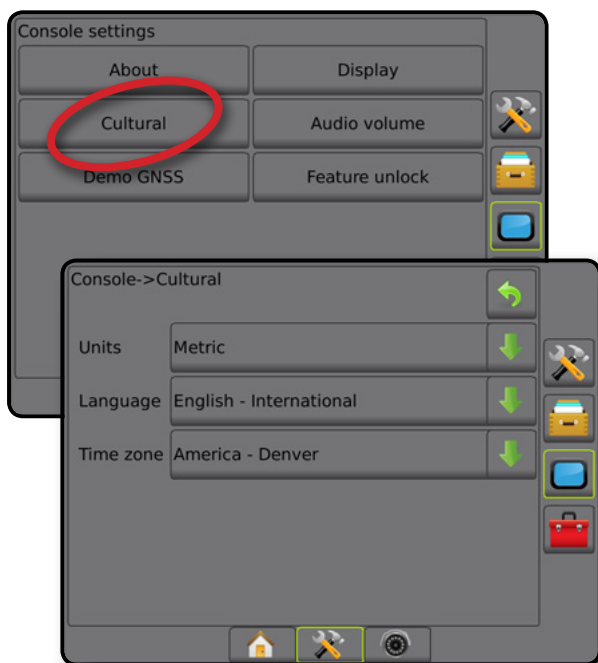 Console settings
About Display
Cultural Audio volume
Demo GNSS Feature unlock
Console->Cultural
Units Metric
Language English - International
Time zone America - Denver